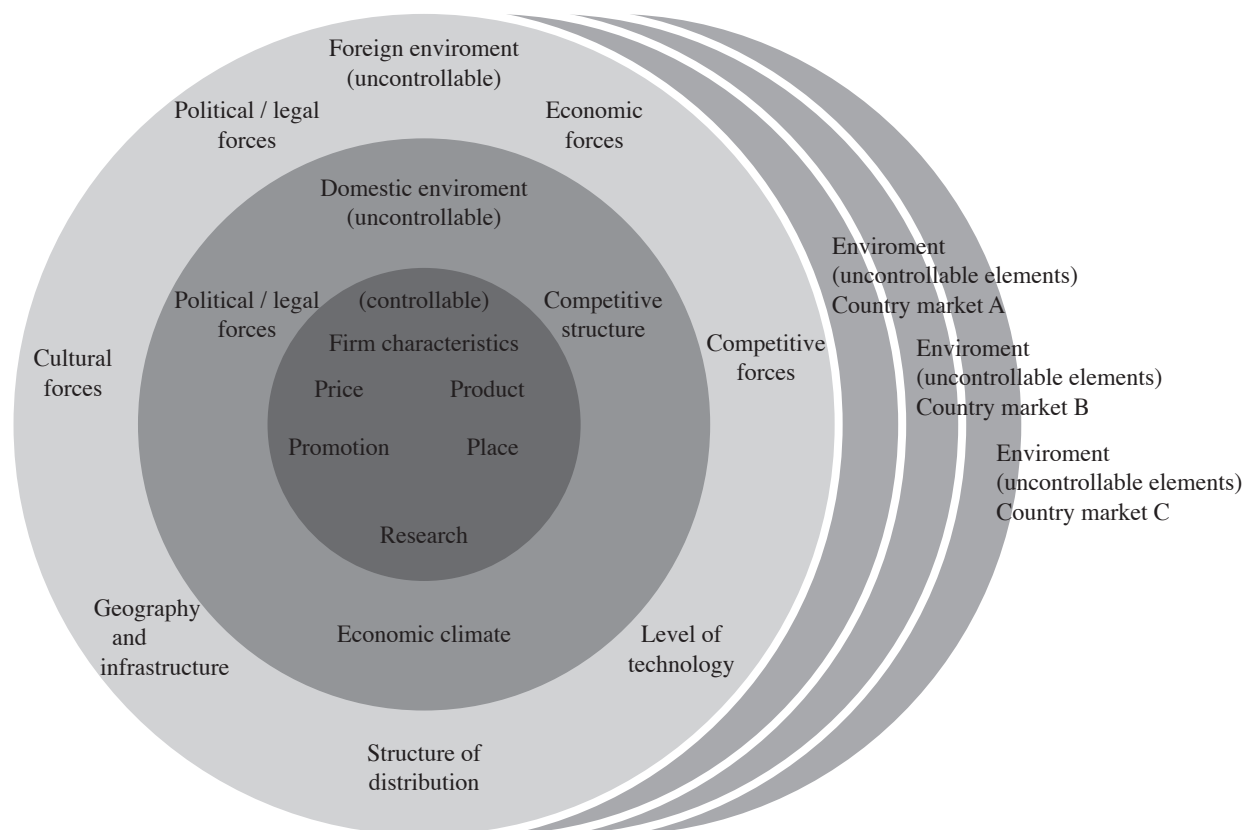 Foreign enviroment
(uncontrollable)
Political / legal
forces
Economic
forces
Domestic enviroment
(uncontrollable)
Political / legal
forces
(controllable)
Competitive
structure
Firm characteristics
Price
Product
Promotion
Place
Research
Cultural
forces
Competitive
forces
Geography
and
infrastructure
Economic climate
Level of
technology
Structure of
distribution
Enviroment
(uncontrollable elements)
Country market A
Enviroment
(uncontrollable elements)
Country market B
Enviroment
(uncontrollable elements)
Country market C